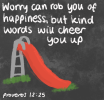 Worry can rob you of
happiness, but kind
words will cheer
you up
proverbs 12:25